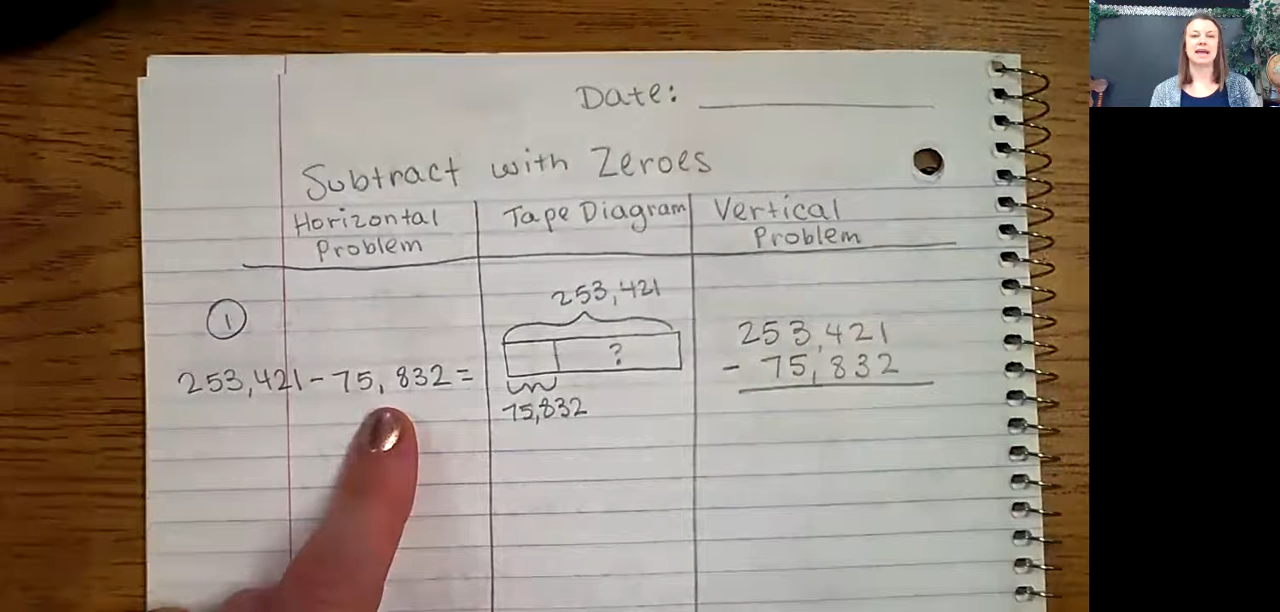 Date: ____________
Subtract with Zeroes
Horizontal Problem
Tape Diagram
Vertical Problem
1
253,421 - 75,832 =
253,421
?
75,832
253,421
- 75,832